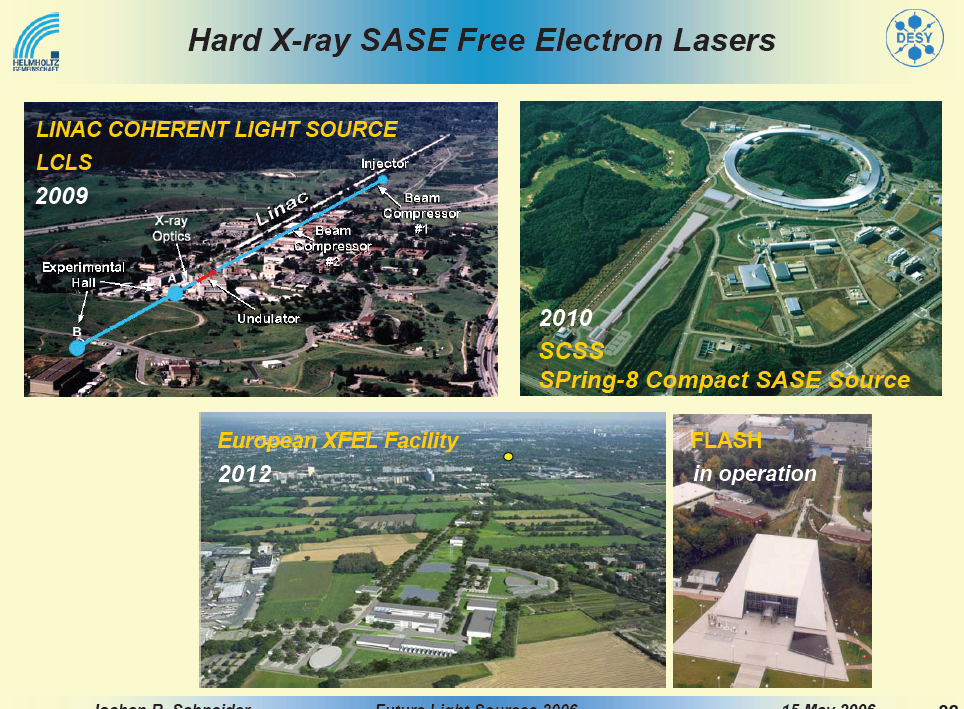 Hard X-ray SASE Free Electron Lasers
HELMHOLTZ
GEMEINSCHAFT
DESY
LINAC COHERENT LIGHT SOURCE
LCLS
2009
Injector
Linac
Beam
Compressor
#1
X-ray
Optics
Beam
Compressor
#2
Experimental
Hall
A
Undulator
B
2010
SCSS
SPring-8 Compact SASE Source
European XFEL Facility
2012
FLASH
in operation
Jochen R. Schneider
Future Light Sources 2006
15 May 2006